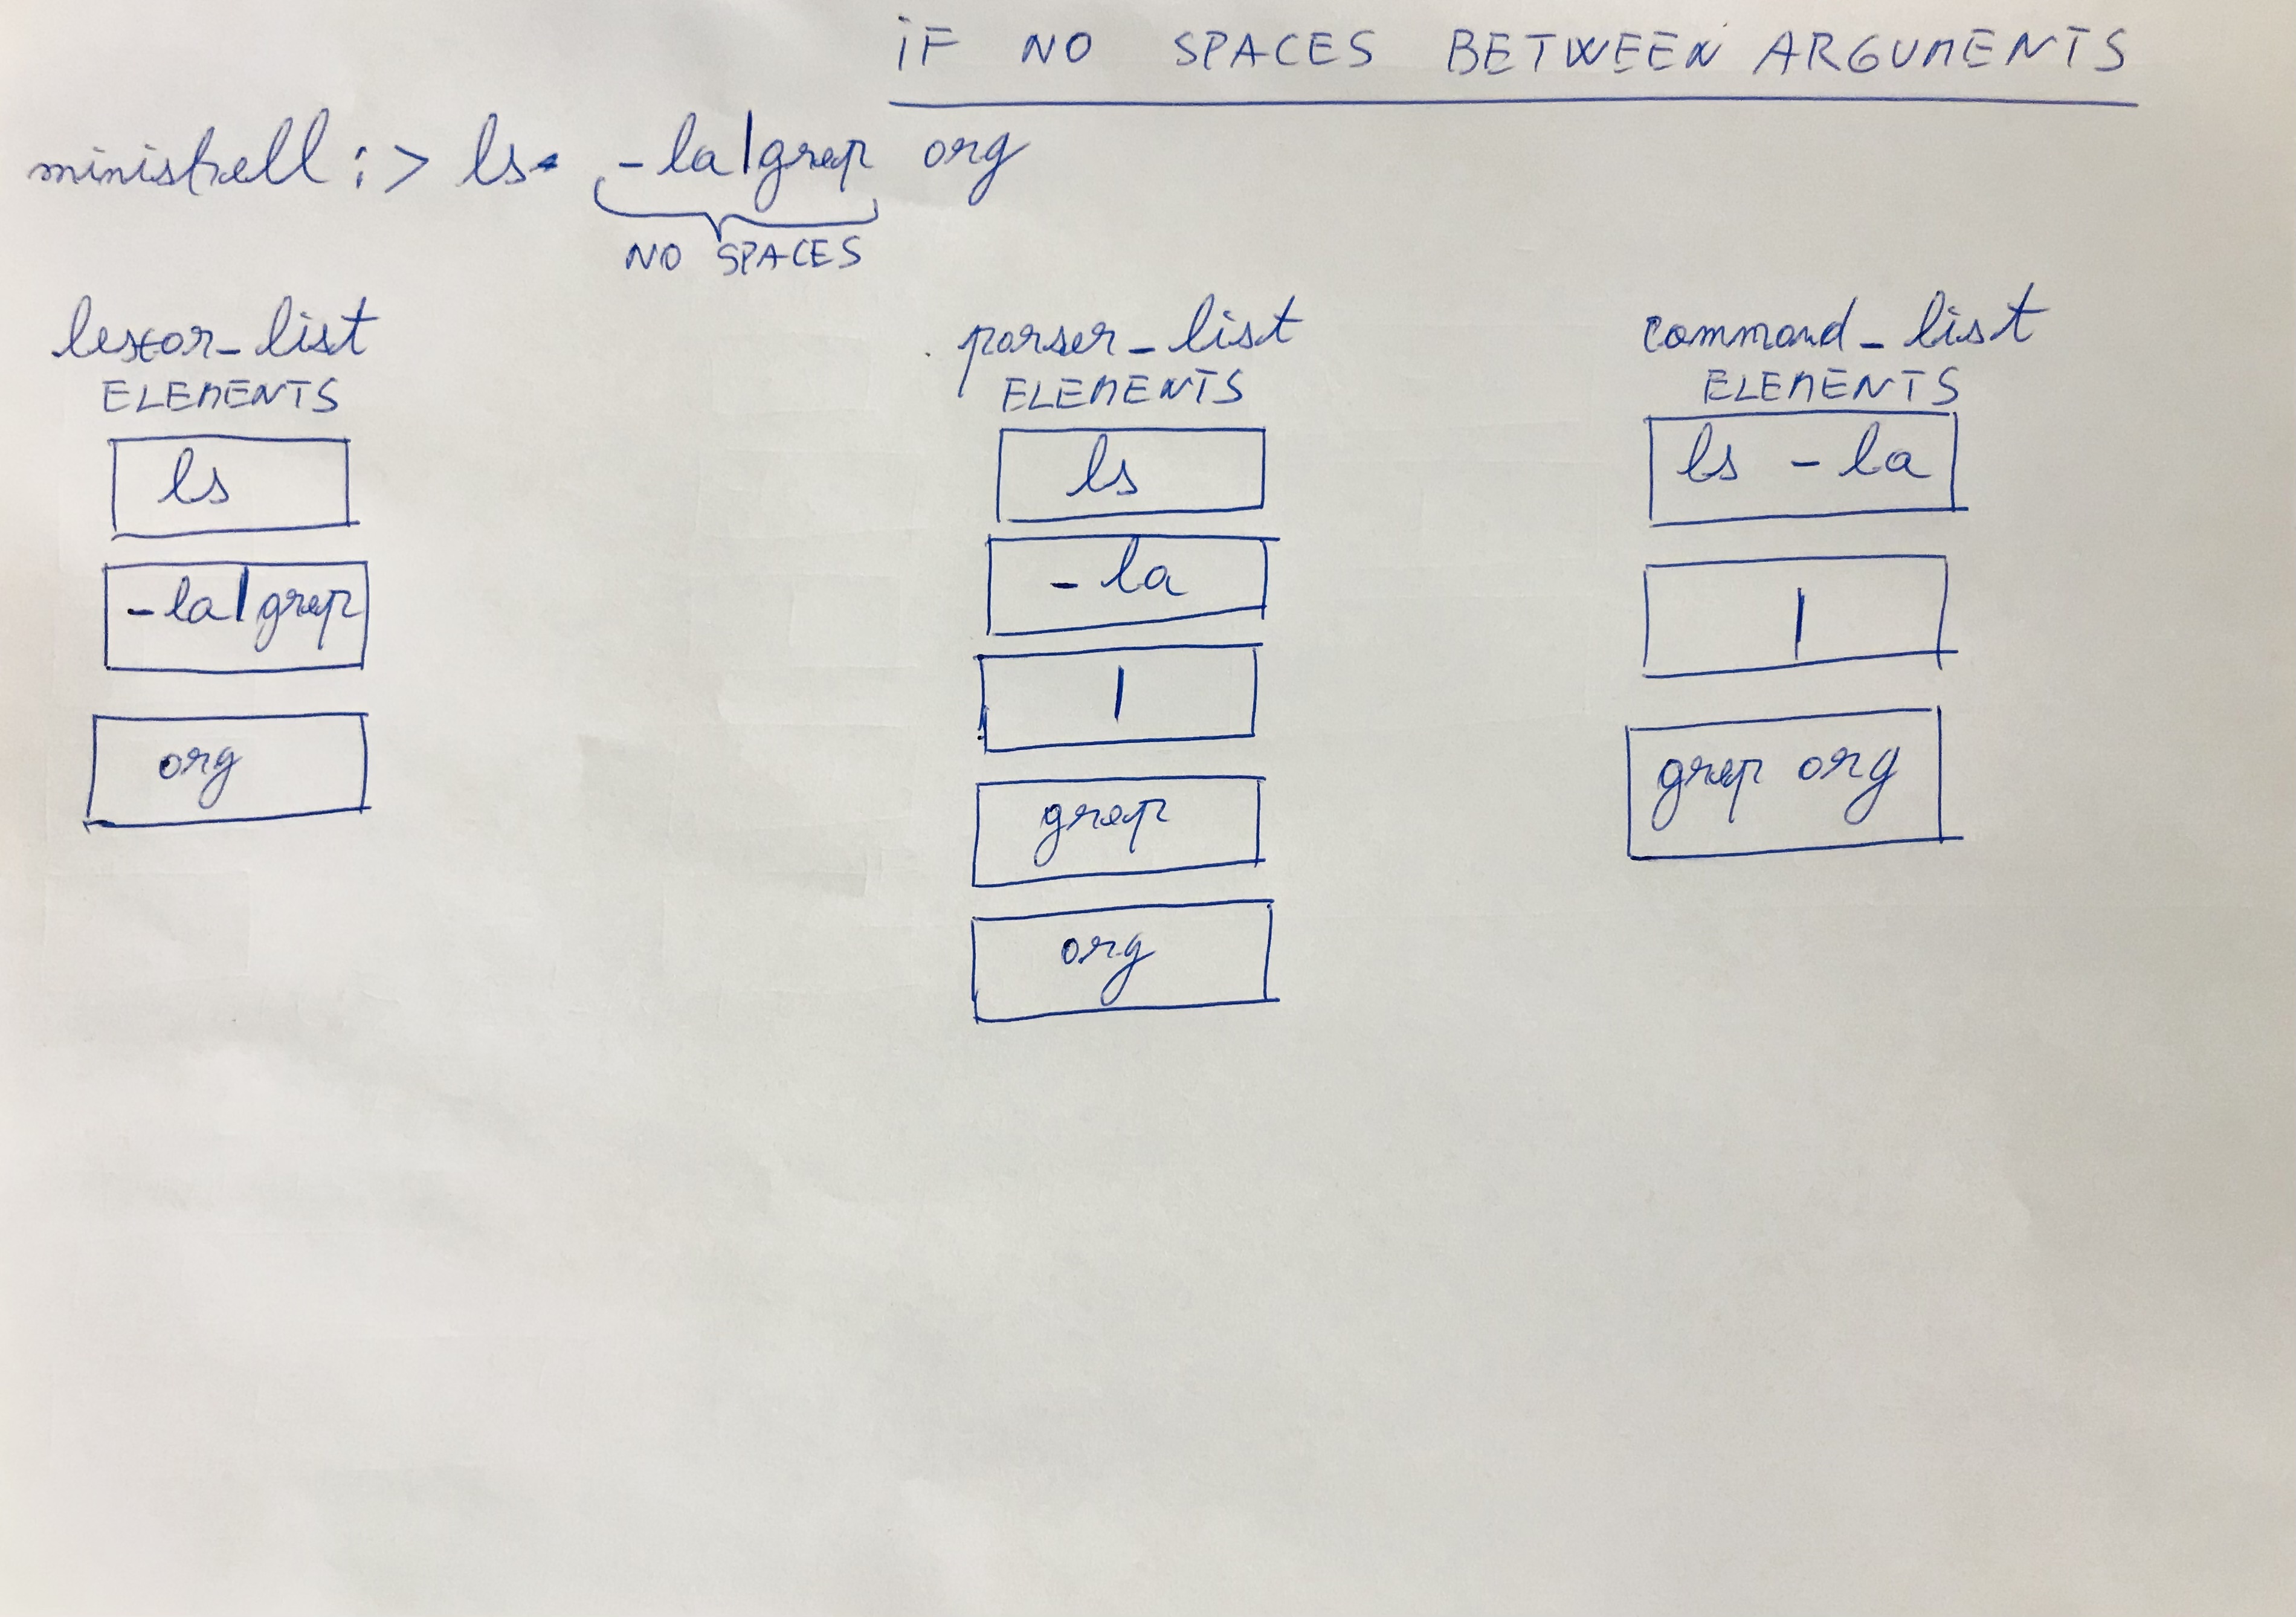 iF NO SPACES BETWEEN ARGUMENTS
minishell :> ls -la|grep org
NO SPACES
lexor_list
ELEMENTS
ls
-la|grep
org
parser_list
ELEMENTS
ls
-la
|
grep
org
command_list
ELEMENTS
ls -la
|
grep org